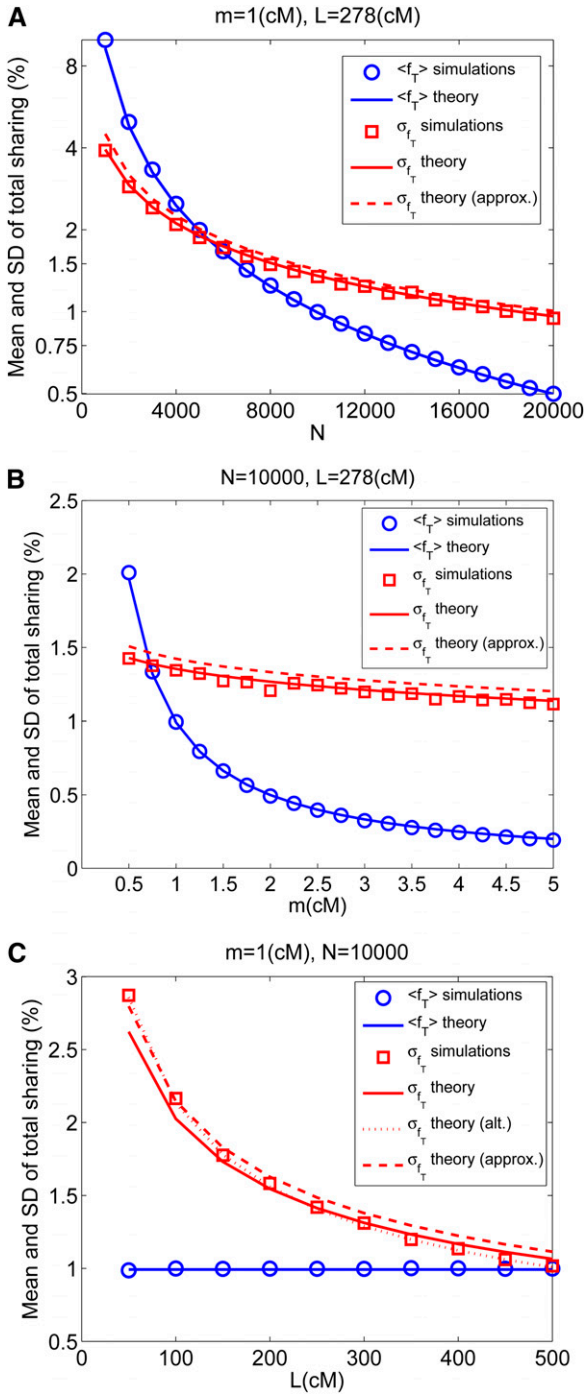 A
m=1(cM), L=278(cM)
Mean and SD of total sharing (%)
8
4
2
1.5
1
0.75
0.5
<f_T> simulations
<f_T> theory
σ_f_T simulations
σ_f_T theory
σ_f_T theory (approx.)
0 4000 8000 12000 16000 20000
N
B
N=10000, L=278(cM)
Mean and SD of total sharing (%)
2.5
2
1.5
1
0.5
0
<f_T> simulations
<f_T> theory
σ_f_T simulations
σ_f_T theory
σ_f_T theory (approx.)
0.5 1 1.5 2 2.5 3 3.5 4 4.5 5
m(cM)
C
m=1(cM), N=10000
Mean and SD of total sharing (%)
3
2.5
2
1.5
1
0.5
<f_T> simulations
<f_T> theory
σ_f_T simulations
σ_f_T theory
σ_f_T theory (alt.)
σ_f_T theory (approx.)
0 100 200 300 400 500
L(cM)